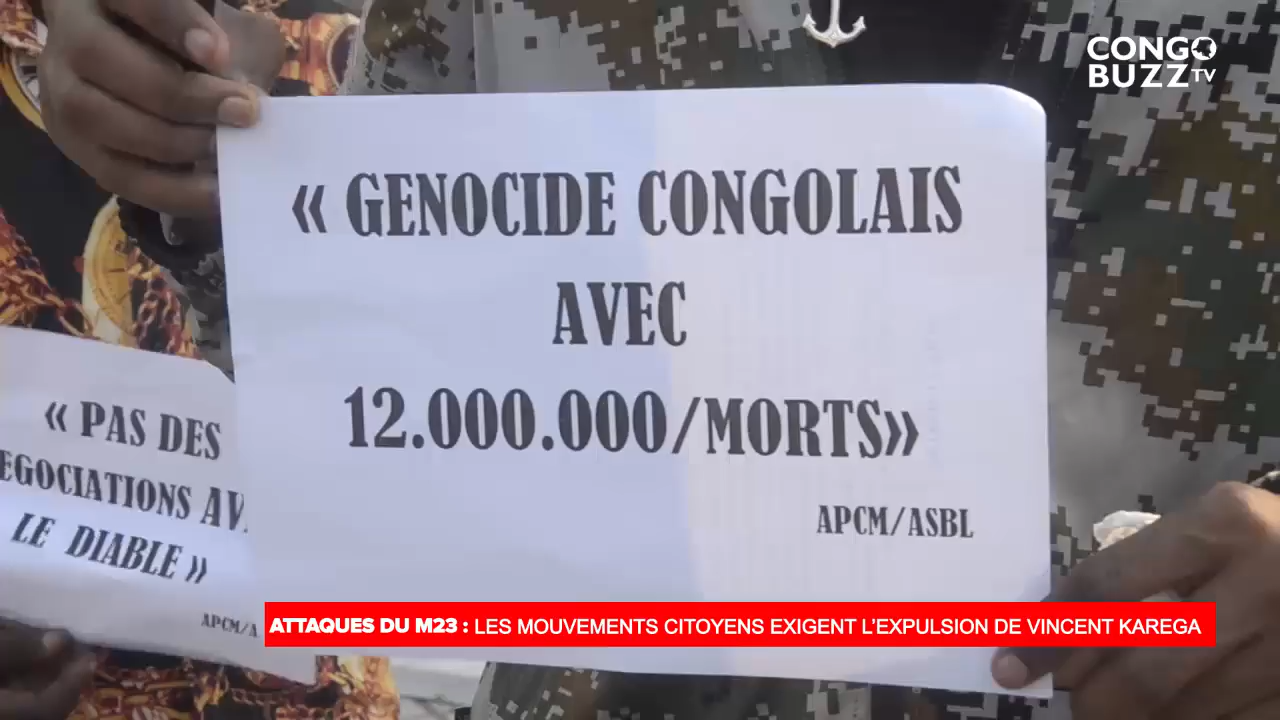 CONGO
BUZZ TV
« GENOCIDE CONGOLAIS
AVEC
12.000.000/MORTS»
APCM/ASBL
« PAS DES
EGOCIATIONS AV
LE DIABLE »
APCM/A
ATTAQUES DU M23 : LES MOUVEMENTS CITOYENS EXIGENT L'EXPULSION DE VINCENT KAREGA